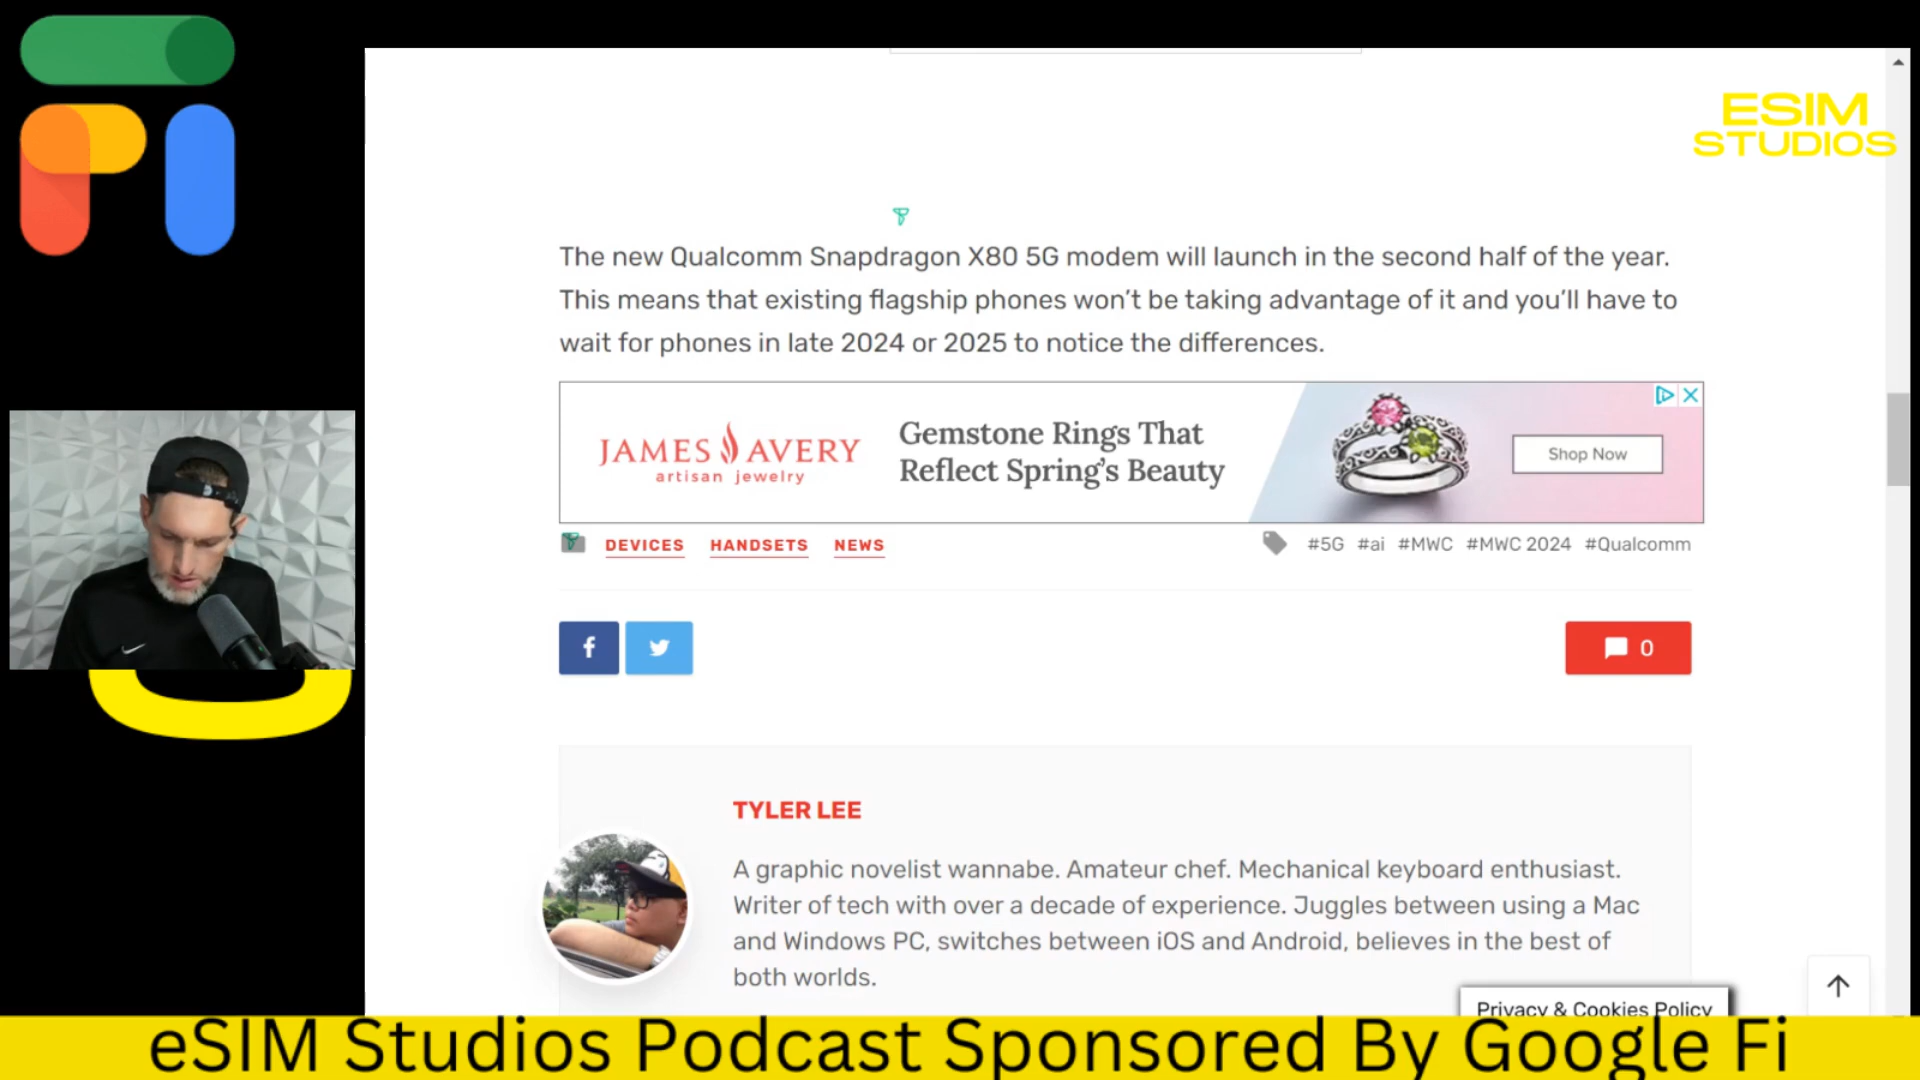 ESIM
STUDIOS
The new Qualcomm Snapdragon X80 5G modem will launch in the second half of the year.
This means that existing flagship phones won't be taking advantage of it and you'll have to
wait for phones in late 2024 or 2025 to notice the differences.
JAMES AVERY
artisan jewelry
Gemstone Rings That
Reflect Spring's Beauty
Shop Now
DEVICES HANDSETS NEWS
#5G #ai #MWC #MWC 2024 #Qualcomm
0
TYLER LEE
A graphic novelist wannabe. Amateur chef. Mechanical keyboard enthusiast.
Writer of tech with over a decade of experience. Juggles between using a Mac
and Windows PC, switches between iOS and Android, believes in the best of
both worlds.
Privacy & Cookies Policy
eSIM Studios Podcast Sponsored By Google Fi